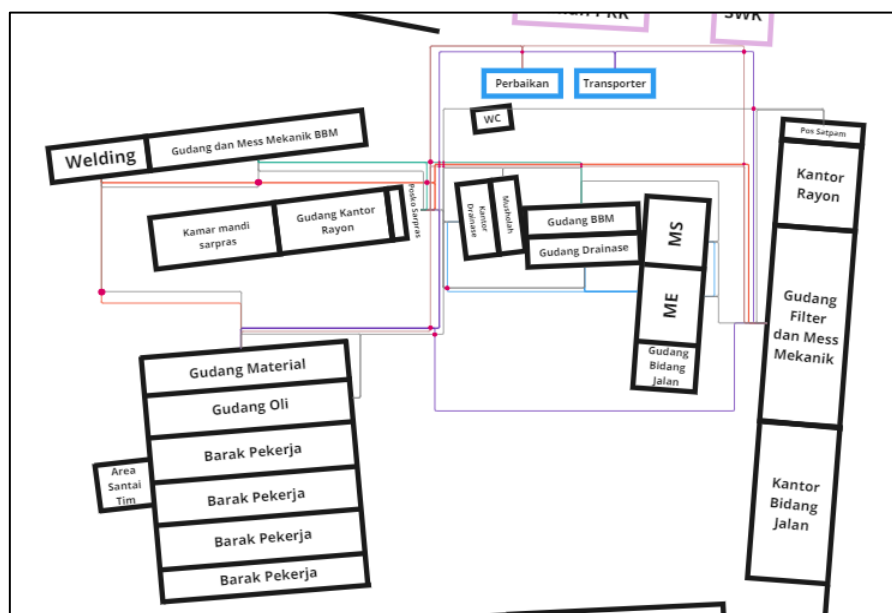 SWK
Perbaikan
Transporter
WC
Pos Satpam
Welding
Gudang dan Mess Mekanik BBM
Kantor
Rayon
Kamar mandi
sarpras
Gudang Kantor
Rayon
Posko Sarpras
Kantor
Drainase
Musholah
Gudang BBM
Gudang Drainase
MS
ME
Gudang
Bidang
Jalan
Gudang
Filter
dan Mess
Mekanik
Gudang Material
Gudang Oli
Barak Pekerja
Area
Santai
Tim
Barak Pekerja
Barak Pekerja
Barak Pekerja
Kantor
Bidang
Jalan